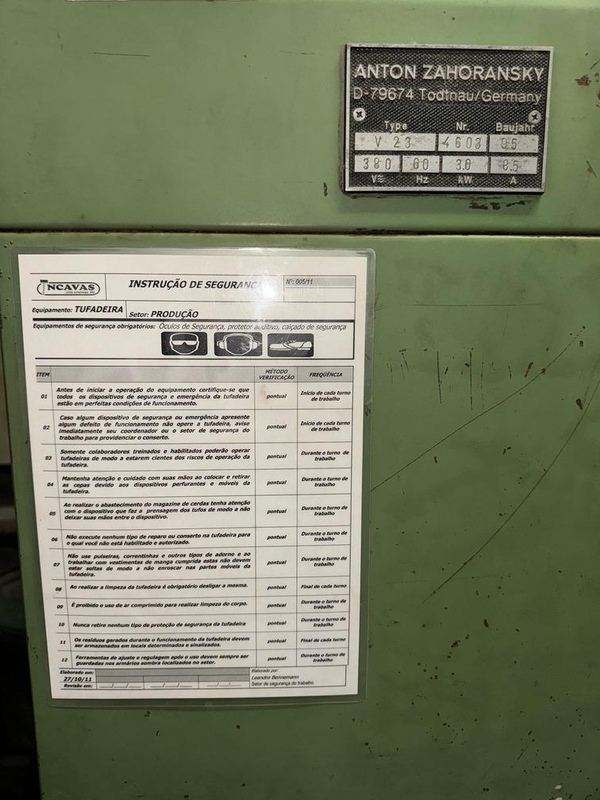 ANTON ZAHORANSKY
D-79674 Todtnau/Germany
Type Nr. Baujahr
V 23 4603
380 60 3.0 6.5
V Hz kW A
INCAVAS
INSTRUÇÃO DE SEGURANÇA
Nº: 005/11
Equipamento: TUFADEIRA
Setor: PRODUÇÃO
Equipamentos de segurança obrigatórios: Óculos de Segurança, protetor auditivo, calçado de segurança
ITEM MÉTODO VERIFICAÇÃO FREQÜÊNCIA
01 Antes de iniciar a operação do equipamento certifique-se que
todos os dispositivos de segurança e emergência da tufadeira
estão em perfeitas condições de funcionamento.
pontual
Início de cada turno
de trabalho
02 Caso algum dispositivo de segurança ou emergência apresente
algum defeito de funcionamento não opere a tufadeira, avise
imediatamente seu coordenador ou o setor de segurança do
trabalho para providenciar o conserto.
pontual
Início de cada turno
de trabalho
03 Somente colaboradores treinados e habilitados poderão operar
tufadeiras de modo a estarem cientes dos riscos de operação da
tufadeira.
pontual
Durante o turno de
trabalho
04 Mantenha atenção e cuidado com suas mãos ao colocar e retirar
as cepas devido aos dispositivos perfurantes e móveis da
tufadeira.
pontual
Durante o turno de
trabalho
05 Ao realizar o abastecimento do magazine de cerdas tenha atenção
com o dispositivo que faz a prensagem dos tufos de modo a não
deixar suas mãos entre o dispositivo.
pontual
Durante o turno de
trabalho
06 Não execute nenhum tipo de reparo ou conserto na tufadeira para
o qual você não está habilitado e autorizado.
pontual
Durante o turno de
trabalho
07 Não use pulseiras, correntinhas e outros tipos de adorno e ao
trabalhar com vestimentas de manga cumprida estas não devem
estar soltas de modo a não enroscar nas partes móveis da
tufadeira.
pontual
Durante o turno de
trabalho
08 Ao realizar a limpeza da tufadeira é obrigatório desligar a mesma.
pontual
Final de cada turno
09 É proibido o uso de ar comprimido para realizar limpeza do corpo.
pontual
Durante o turno de
trabalho
10 Nunca retire nenhum tipo de proteção de segurança da tufadeira
pontual
Durante o turno de
trabalho
11 Os resíduos gerados durante o funcionamento da tufadeira devem
ser armazenados em locais determinados e sinalizados.
pontual
Final de cada turno
12 Ferramentas de ajuste e regulagem após o uso devem sempre ser
guardadas nos armários sombra localizados no setor.
pontual
Durante o turno de
trabalho
Elaborado em:
27/10/11
Revisão em:
Elaborado por:
Leandro
Setor de segurança do trabalho